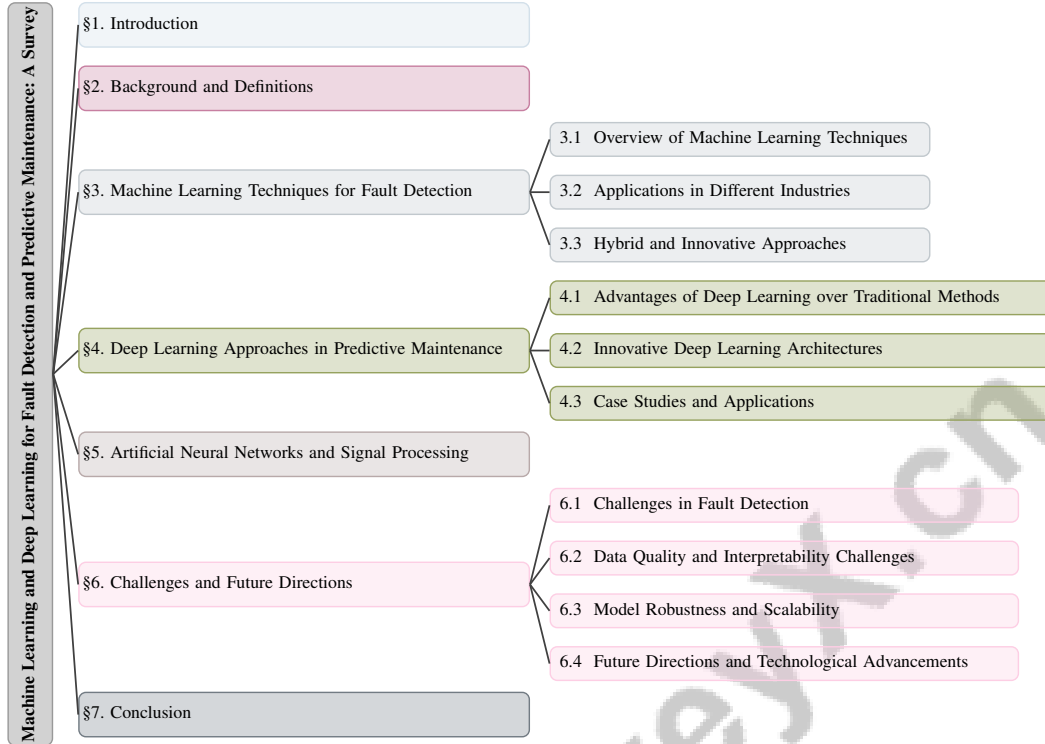 Machine Learning and Deep Learning for Fault Detection and Predictive Maintenance: A Survey
§1. Introduction
§2. Background and Definitions
§3. Machine Learning Techniques for Fault Detection
3.1 Overview of Machine Learning Techniques
3.2 Applications in Different Industries
3.3 Hybrid and Innovative Approaches
§4. Deep Learning Approaches in Predictive Maintenance
4.1 Advantages of Deep Learning over Traditional Methods
4.2 Innovative Deep Learning Architectures
4.3 Case Studies and Applications
§5. Artificial Neural Networks and Signal Processing
§6. Challenges and Future Directions
6.1 Challenges in Fault Detection
6.2 Data Quality and Interpretability Challenges
6.3 Model Robustness and Scalability
6.4 Future Directions and Technological Advancements
§7. Conclusion